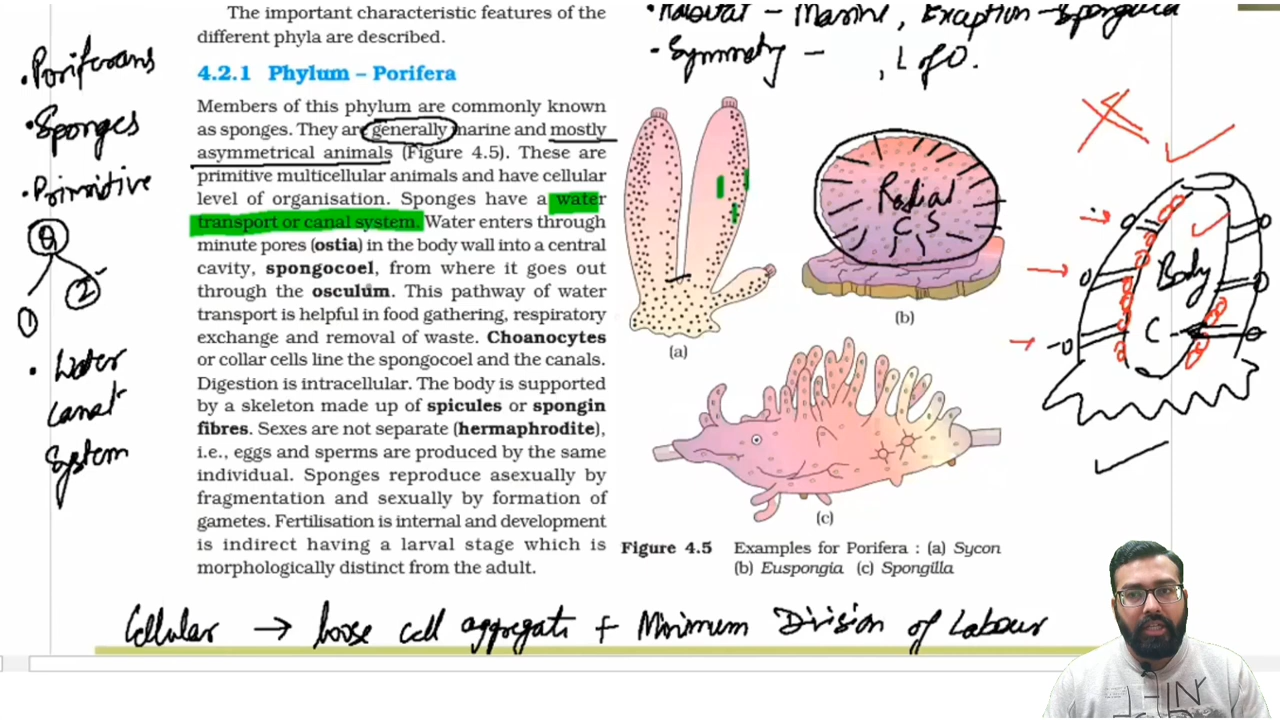 The important characteristic features of the
different phyla are described.
4.2.1 Phylum – Porifera
Members of this phylum are commonly known
as sponges. They are generally marine and mostly
asymmetrical animals (Figure 4.5). These are
primitive multicellular animals and have cellular
level of organisation. Sponges have a water
transport or canal system. Water enters through
minute pores (ostia) in the body wall into a central
cavity, spongocoel, from where it goes out
through the osculum. This pathway of water
transport is helpful in food gathering, respiratory
exchange and removal of waste. Choanocytes
or collar cells line the spongocoel and the canals.
Digestion is intracellular. The body is supported
by a skeleton made up of spicules or spongin
fibres. Sexes are not separate (hermaphrodite),
i.e., eggs and sperms are produced by the same
individual. Sponges reproduce asexually by
fragmentation and sexually by formation of
gametes. Fertilisation is internal and development
is indirect having a larval stage which is
morphologically distinct from the adult.
• Poriferans
• Sponges
• Primitive
①
②
• Water
canal
System
• Habitat – Marine, Exception – Spongilla
• Symmetry – , L of O.
Radial
C S
Body
C
(a)
(b)
(c)
Figure 4.5 Examples for Porifera : (a) Sycon
(b) Euspongia (c) Spongilla
Cellular → loose cell aggregate + Minimum Division of Labour